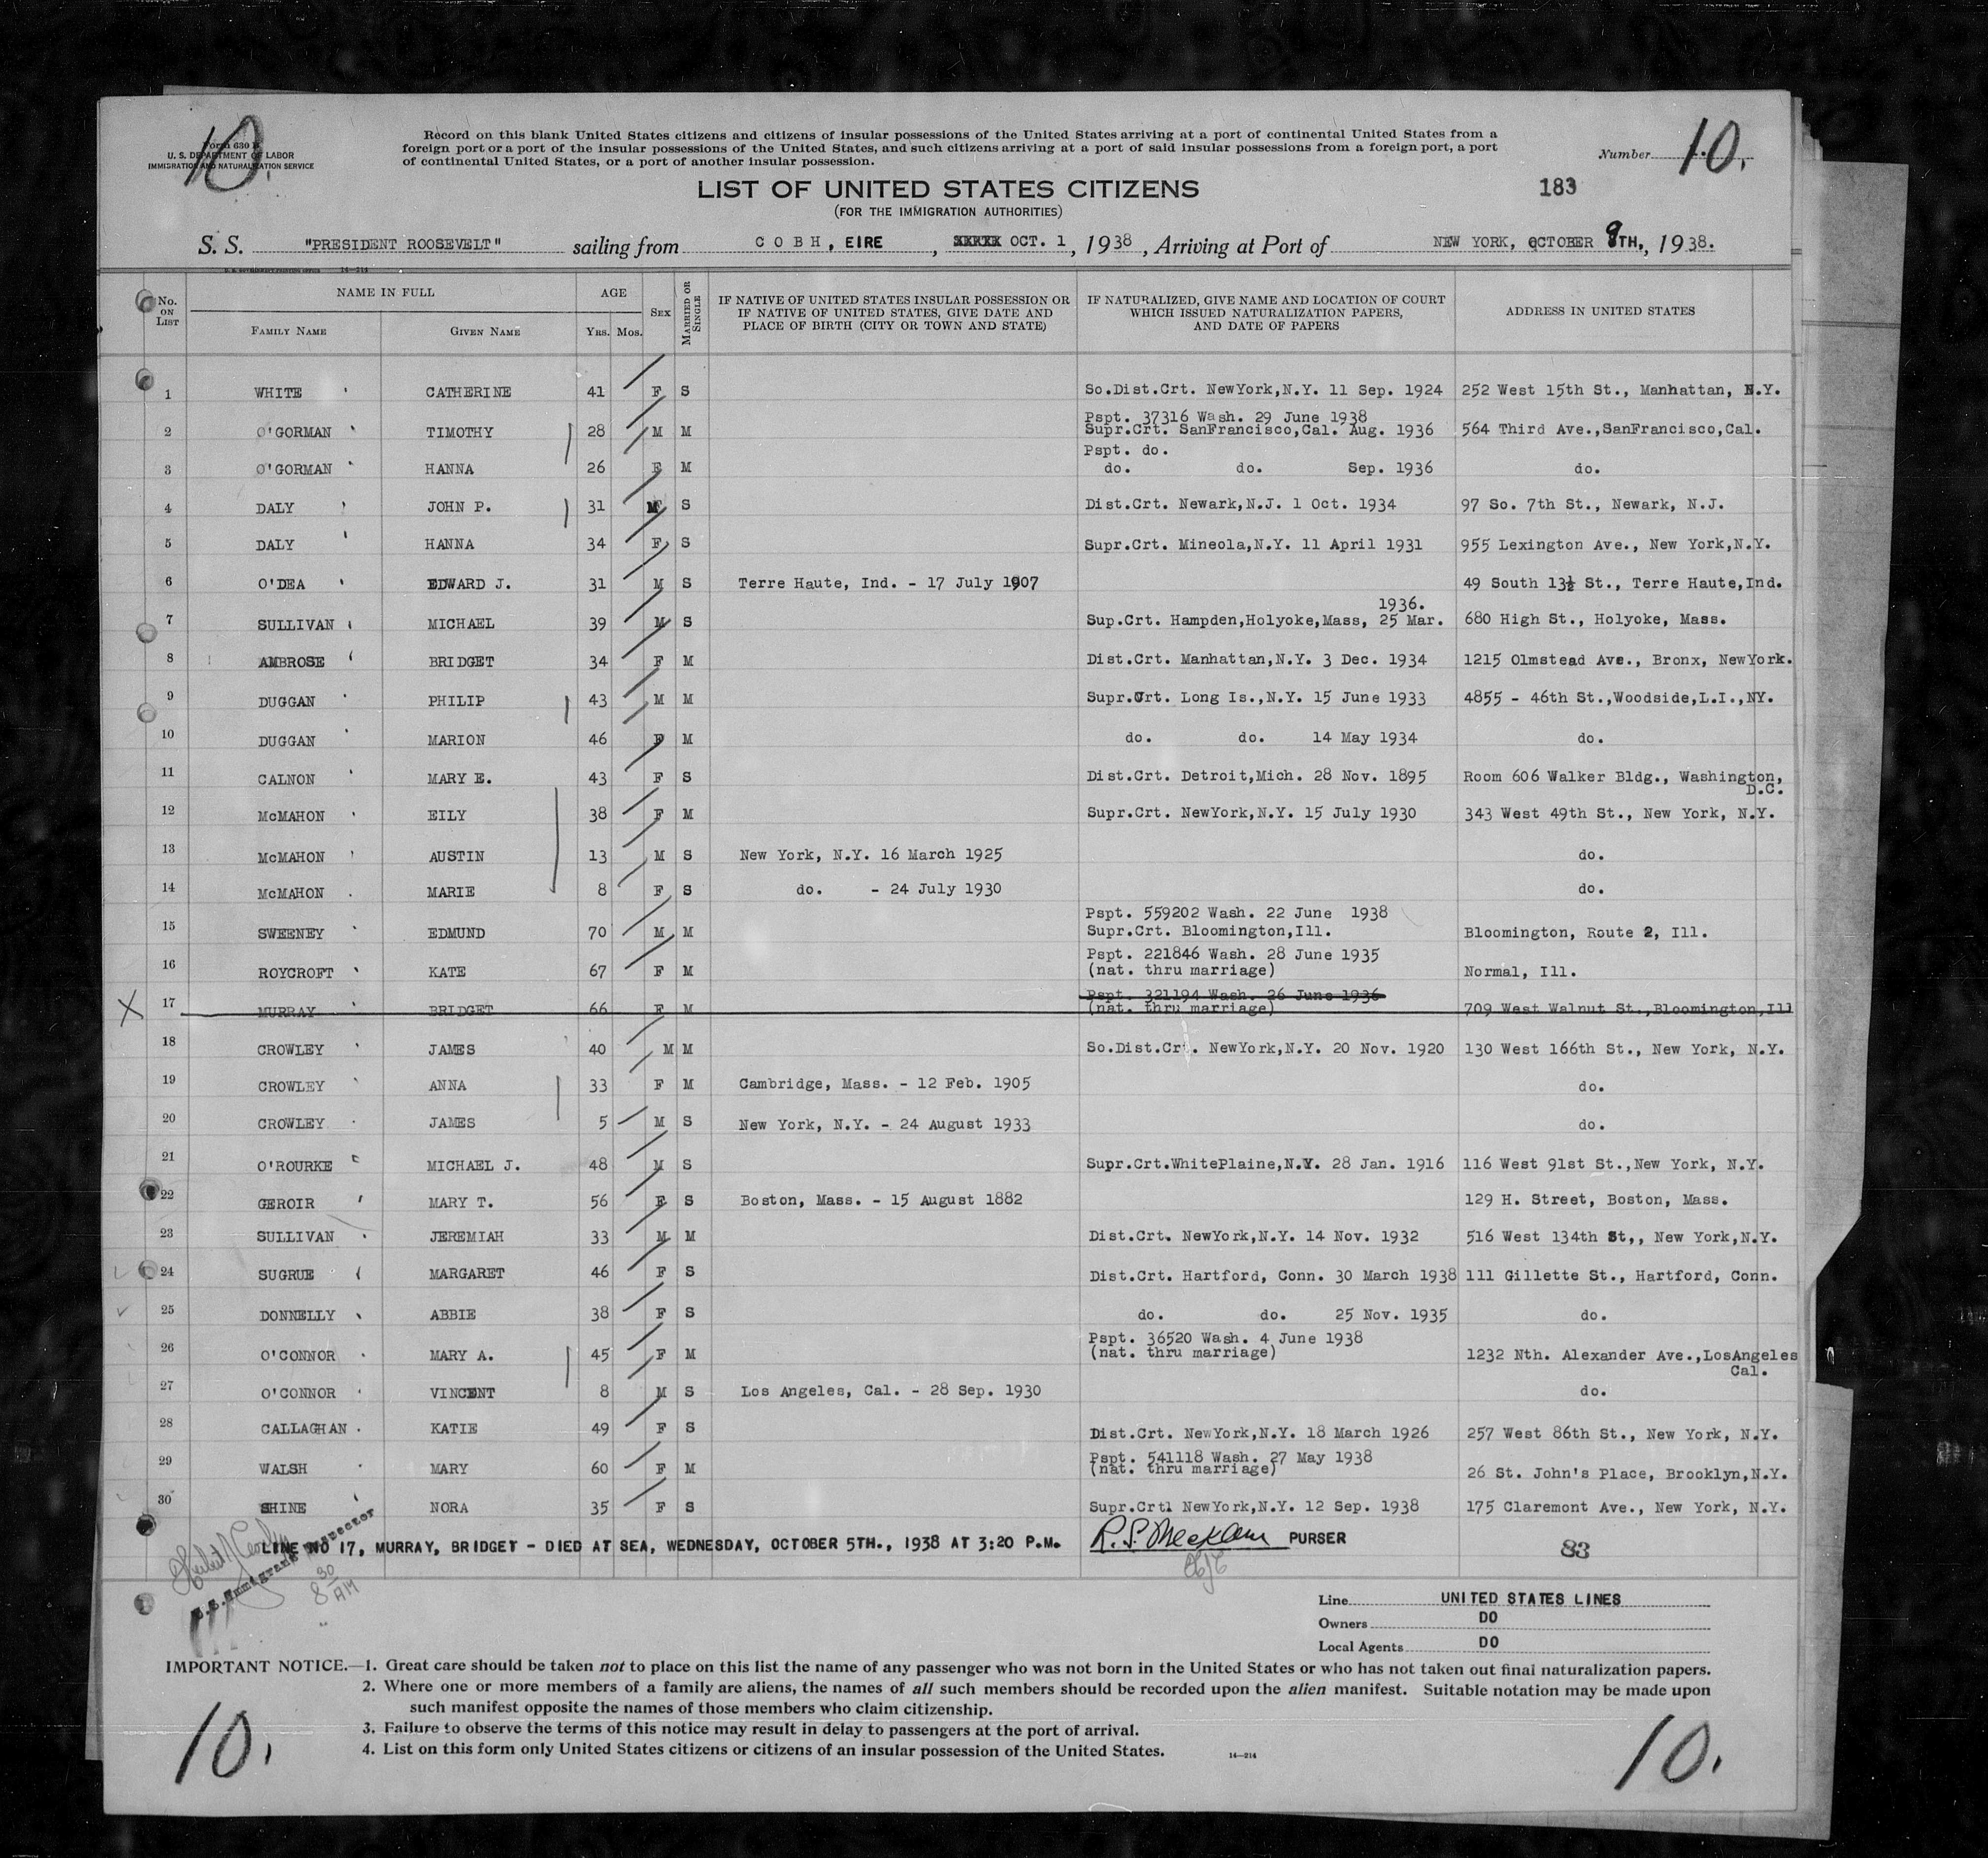 10.
Form 630 B
U. S. DEPARTMENT OF LABOR
IMMIGRATION AND NATURALIZATION SERVICE
Record on this blank United States citizens and citizens of insular possessions of the United States arriving at a port of continental United States from a
foreign port or a port of the insular possessions of the United States, and such citizens arriving at a port of said insular possessions from a foreign port, a port
of continental United States, or a port of another insular possession.
Number 10.
LIST OF UNITED STATES CITIZENS
183
(FOR THE IMMIGRATION AUTHORITIES)
S. S. "PRESIDENT ROOSEVELT" sailing from COBH, EIRE, XXXXX OCT. 1, 1938, Arriving at Port of NEW YORK, OCTOBER 9TH, 1938.
No. on List NAME IN FULL Family Name Given Name AGE Yrs. Mos. Sex Married or Single IF NATIVE OF UNITED STATES INSULAR POSSESSION OR IF NATIVE OF UNITED STATES, GIVE DATE AND PLACE OF BIRTH (CITY OR TOWN AND STATE) IF NATURALIZED, GIVE NAME AND LOCATION OF COURT WHICH ISSUED NATURALIZATION PAPERS, AND DATE OF PAPERS ADDRESS IN UNITED STATES
1 WHITE CATHERINE 41 F S So.Dist.Crt. NewYork,N.Y. 11 Sep. 1924 252 West 15th St., Manhattan, N.Y.
Pspt. 37316 Wash. 29 June 1938
2 O'GORMAN TIMOTHY 28 M M Supr.Crt. SanFrancisco,Cal. Aug. 1936 564 Third Ave.,SanFrancisco,Cal.
Pspt. do.
3 O'GORMAN HANNA 26 F M do. do. Sep. 1936 do.
4 DALY JOHN P. 31 M S Dist.Crt. Newark,N.J. 1 Oct. 1934 97 So. 7th St., Newark, N.J.
5 DALY HANNA 34 F S Supr.Crt. Mineola,N.Y. 11 April 1931 955 Lexington Ave., New York,N.Y.
6 O'DEA EDWARD J. 31 M S Terre Haute, Ind. - 17 July 1907 49 South 13½ St., Terre Haute,Ind.
1936.
7 SULLIVAN MICHAEL 39 M S Sup.Crt. Hampden,Holyoke,Mass, 25 Mar. 680 High St., Holyoke, Mass.
8 AMBROSE BRIDGET 34 F M Dist.Crt. Manhattan,N.Y. 3 Dec. 1934 1215 Olmstead Ave., Bronx, NewYork.
9 DUGGAN PHILIP 43 M M Supr.Crt. Long Is.,N.Y. 15 June 1933 4855 - 46th St.,Woodside,L.I.,NY.
10 DUGGAN MARION 46 F M do. do. 14 May 1934 do.
11 CALNON MARY E. 43 F S Dist.Crt. Detroit,Mich. 28 Nov. 1895 Room 606 Walker Bldg., Washington,
D.C.
12 McMAHON EILY 38 F M Supr.Crt. NewYork,N.Y. 15 July 1930 343 West 49th St., New York, N.Y.
13 McMAHON AUSTIN 13 M S New York, N.Y. 16 March 1925 do.
14 McMAHON MARIE 8 F S do. - 24 July 1930 do.
Pspt. 559202 Wash. 22 June 1938
15 SWEENEY EDMUND 70 M M Supr.Crt. Bloomington,Ill. Bloomington, Route 2, Ill.
Pspt. 221846 Wash. 28 June 1935
16 ROYCROFT KATE 67 F M (nat. thru marriage) Normal, Ill.
Pspt. 321194 Wash. 26 June 1936
X 17 MURRAY BRIDGET 66 F M (nat. thru marriage) 709 West Walnut St.,Bloomington,Ill
18 CROWLEY JAMES 40 M M So.Dist.Crt. NewYork,N.Y. 20 Nov. 1920 130 West 166th St., New York, N.Y.
19 CROWLEY ANNA 33 F M Cambridge, Mass. - 12 Feb. 1905 do.
20 CROWLEY JAMES 5 M S New York, N.Y. - 24 August 1933 do.
21 O'ROURKE MICHAEL J. 48 M S Supr.Crt.WhitePlaine,N.Y. 28 Jan. 1916 116 West 91st St.,New York, N.Y.
22 GEROIR MARY T. 56 F S Boston, Mass. - 15 August 1882 129 H. Street, Boston, Mass.
23 SULLIVAN JEREMIAH 33 M M Dist.Crt. NewYork,N.Y. 14 Nov. 1932 516 West 134th St,, New York,N.Y.
24 SUGRUE MARGARET 46 F S Dist.Crt. Hartford, Conn. 30 March 1938 111 Gillette St., Hartford, Conn.
25 DONNELLY ABBIE 38 F S do. do. 25 Nov. 1935 do.
Pspt. 36520 Wash. 4 June 1938
26 O'CONNOR MARY A. 45 F M (nat. thru marriage) 1232 Nth. Alexander Ave.,LosAngeles
Cal.
27 O'CONNOR VINCENT 8 M S Los Angeles, Cal. - 28 Sep. 1930 do.
28 CALLAGHAN KATIE 49 F S Dist.Crt. NewYork,N.Y. 18 March 1926 257 West 86th St., New York, N.Y.
Pspt. 541118 Wash. 27 May 1938
29 WALSH MARY 60 F M (nat. thru marriage) 26 St. John's Place, Brooklyn,N.Y.
30 SHINE NORA 35 F S Supr.Crtl NewYork,N.Y. 12 Sep. 1938 175 Claremont Ave., New York, N.Y.
LINE NO 17, MURRAY, BRIDGET - DIED AT SEA, WEDNESDAY, OCTOBER 5TH., 1938 AT 3:20 P.M. PURSER
83
U.S. Immigrant Inspector
8 30 AM
Line UNITED STATES LINES
Owners DO
Local Agents DO
IMPORTANT NOTICE.—1. Great care should be taken not to place on this list the name of any passenger who was not born in the United States or who has not taken out final naturalization papers.
2. Where one or more members of a family are aliens, the names of all such members should be recorded upon the alien manifest. Suitable notation may be made upon
such manifest opposite the names of those members who claim citizenship.
3. Failure to observe the terms of this notice may result in delay to passengers at the port of arrival.
4. List on this form only United States citizens or citizens of an insular possession of the United States.
14—214
10.
10.